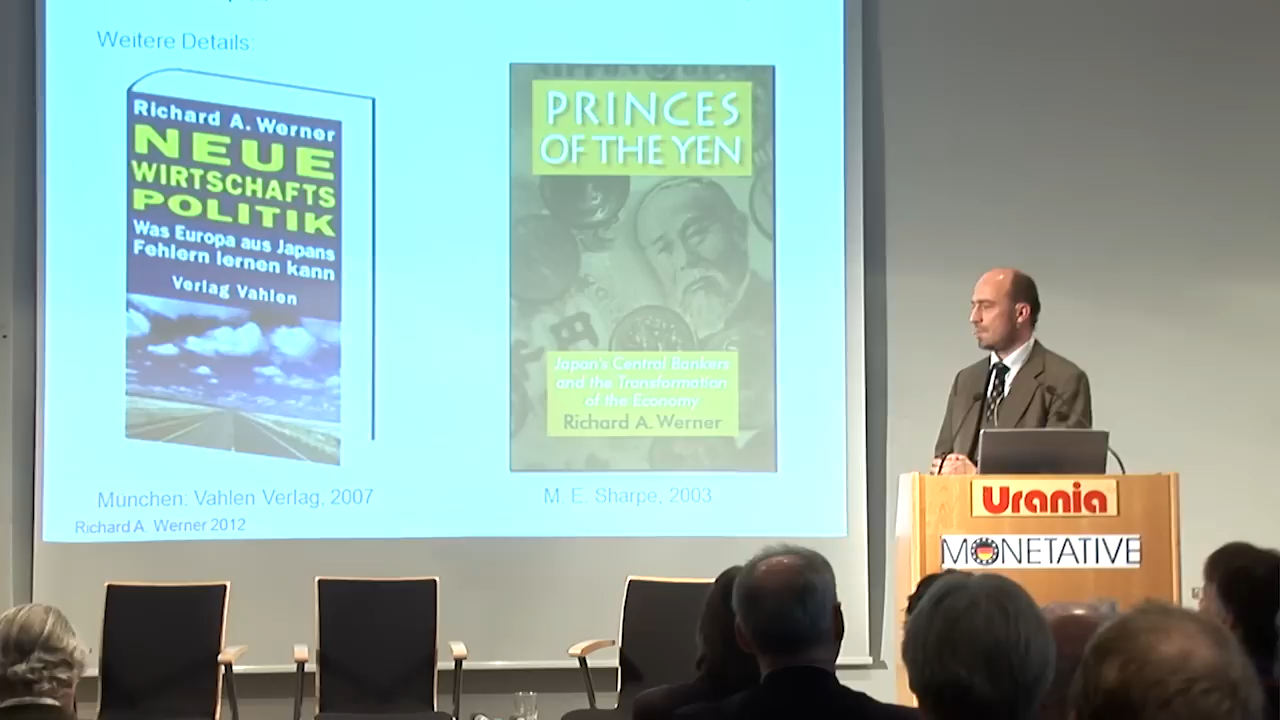 Weitere Details:
Richard A. Werner
NEUE
WIRTSCHAFTS
POLITIK
Was Europa aus Japans
Fehlern lernen kann
Verlag Vahlen
PRINCES
OF THE YEN
Japan's Central Bankers
and the Transformation
of the Economy
Richard A. Werner
Munchen: Vahlen Verlag, 2007
M. E. Sharpe, 2003
Richard A. Werner 2012
Urania
MONETATIVE